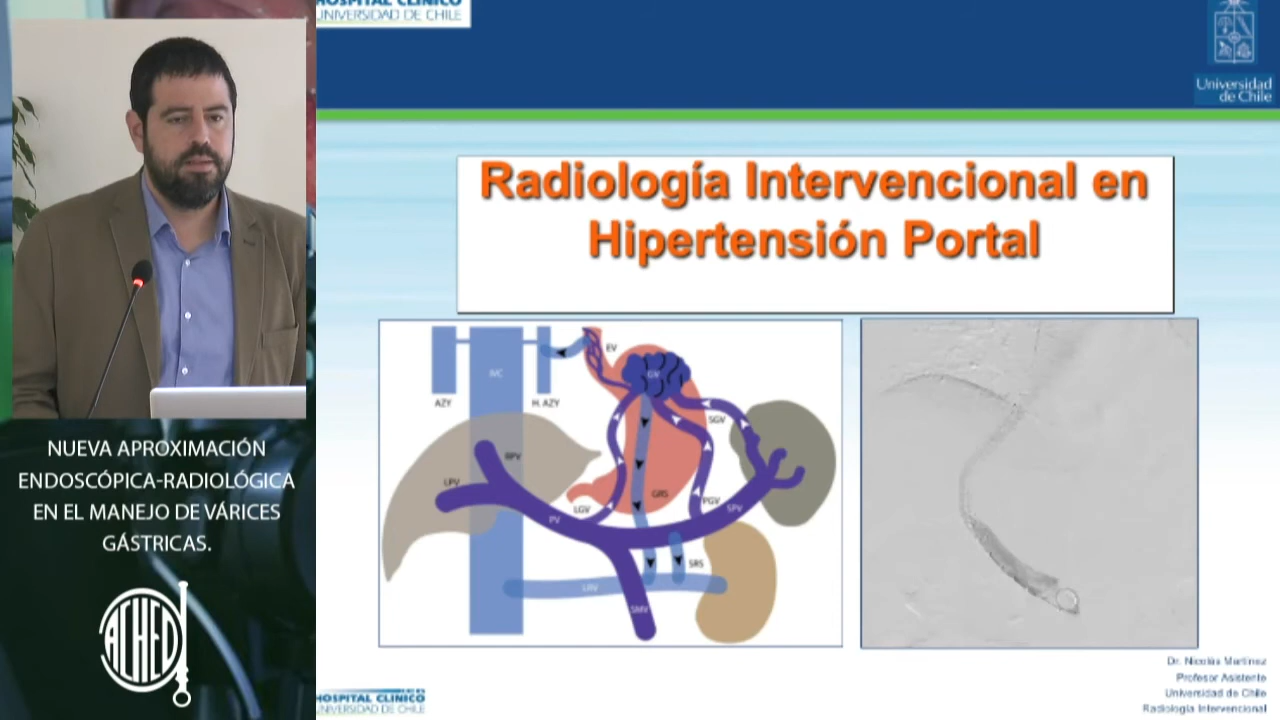 HOSPITAL CLÍNICO
UNIVERSIDAD DE CHILE
Universidad
de Chile
Radiología Intervencional en
Hipertensión Portal
EV
IVC
GV
AZY
H. AZY
SGV
RPV
LPV
GRS
LGV
PGV
PV
SPV
SRS
LRV
SMV
NUEVA APROXIMACIÓN
ENDOSCÓPICA-RADIOLÓGICA
EN EL MANEJO DE VÁRICES
GÁSTRICAS.
ACHED
Dr. Nicolás Martínez
Profesor Asistente
Universidad de Chile
Radiología Intervencional
HOSPITAL CLÍNICO
UNIVERSIDAD DE CHILE